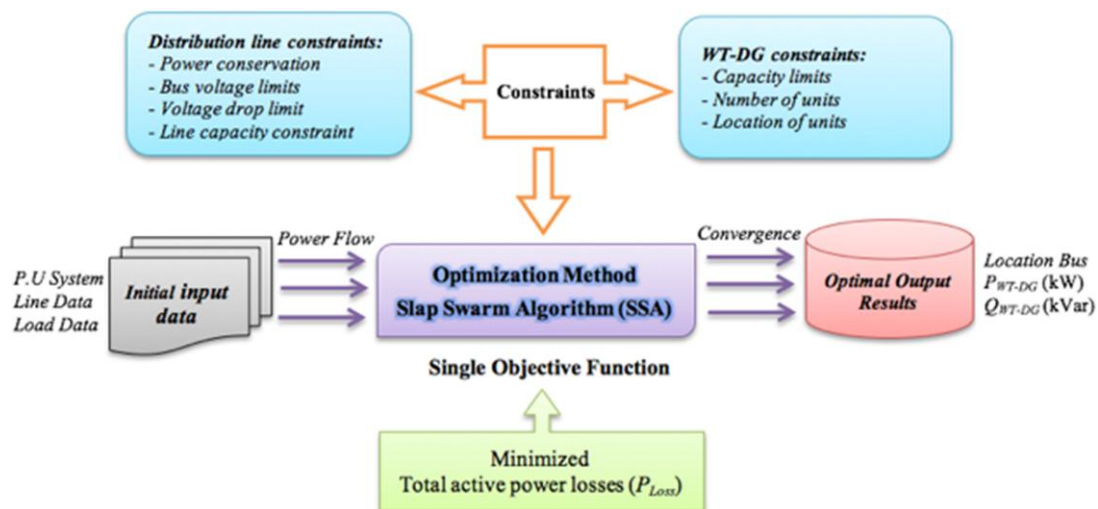 Distribution line constraints:
- Power conservation
- Bus voltage limits
- Voltage drop limit
- Line capacity constraint
Constraints
WT-DG constraints:
- Capacity limits
- Number of units
- Location of units
P.U System
Line Data
Load Data
Initial input
data
Power Flow
Optimization Method
Slap Swarm Algorithm (SSA)
Single Objective Function
Convergence
Optimal Output
Results
Location Bus
P_WT-DG (kW)
Q_WT-DG (kVar)
Minimized
Total active power losses (P_Loss)